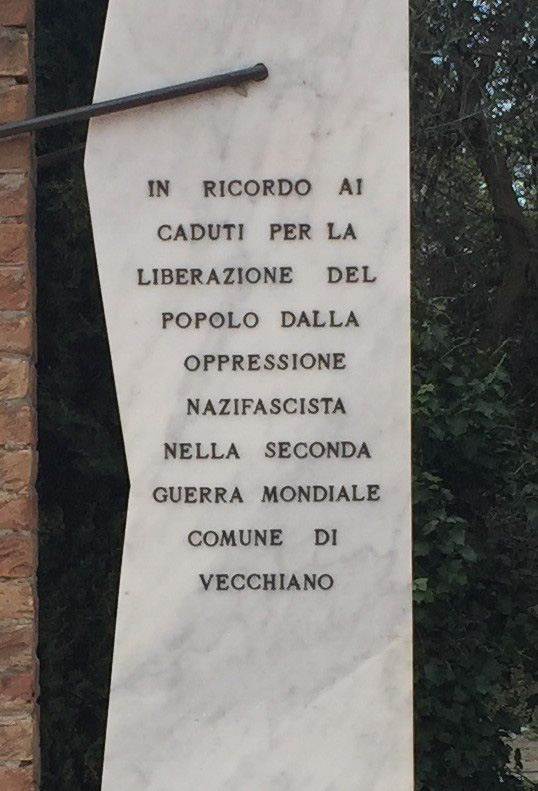 IN RICORDO AI
CADUTI PER LA
LIBERAZIONE DEL
POPOLO DALLA
OPPRESSIONE
NAZIFASCISTA
NELLA SECONDA
GUERRA MONDIALE
COMUNE DI
VECCHIANO